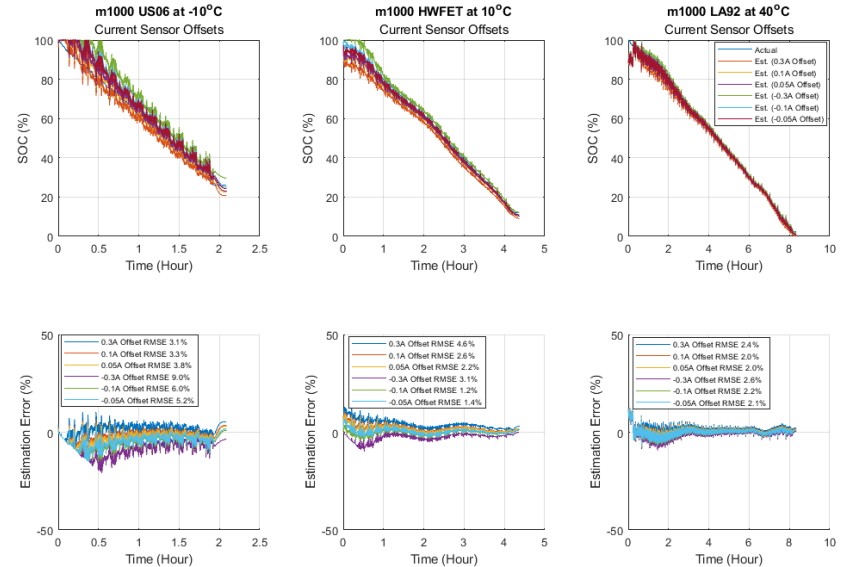 m1000 US06 at -10°C
Current Sensor Offsets
100
80
60
40
20
0
SOC (%)
0 0.5 1 1.5 2 2.5
Time (Hour)
m1000 HWFET at 10°C
Current Sensor Offsets
100
80
60
40
20
0
SOC (%)
0 1 2 3 4 5
Time (Hour)
m1000 LA92 at 40°C
Current Sensor Offsets
100
80
60
40
20
0
SOC (%)
Actual
Est. (0.3A Offset)
Est. (0.1A Offset)
Est. (0.05A Offset)
Est. (-0.3A Offset)
Est. (-0.1A Offset)
Est. (-0.05A Offset)
0 2 4 6 8 10
Time (Hour)
50
0
-50
Estimation Error (%)
0.3A Offset RMSE 3.1%
0.1A Offset RMSE 3.3%
0.05A Offset RMSE 3.8%
-0.3A Offset RMSE 9.0%
-0.1A Offset RMSE 6.0%
-0.05A Offset RMSE 5.2%
0 0.5 1 1.5 2 2.5
Time (Hour)
50
0
-50
Estimation Error (%)
0.3A Offset RMSE 4.6%
0.1A Offset RMSE 2.6%
0.05A Offset RMSE 2.2%
-0.3A Offset RMSE 3.1%
-0.1A Offset RMSE 1.2%
-0.05A Offset RMSE 1.4%
0 1 2 3 4 5
Time (Hour)
50
0
-50
Estimation Error (%)
0.3A Offset RMSE 2.4%
0.1A Offset RMSE 2.0%
0.05A Offset RMSE 2.0%
-0.3A Offset RMSE 2.6%
-0.1A Offset RMSE 2.2%
-0.05A Offset RMSE 2.1%
0 2 4 6 8 10
Time (Hour)